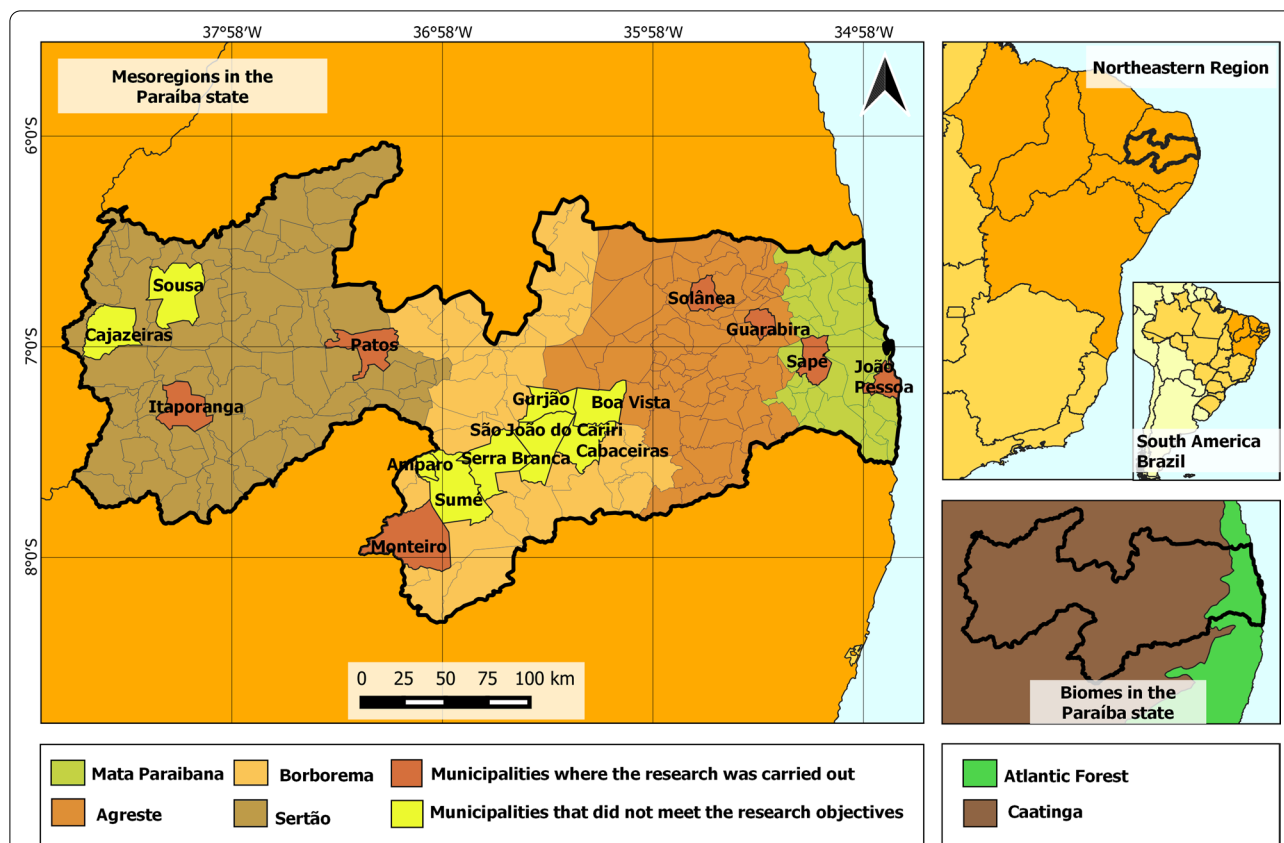 37°58'W
36°58'W
35°58'W
34°58'W
Mesoregions in the
Paraíba state
6°0'S
7°0'S
8°0'S
Sousa
Cajazeiras
Patos
Itaporanga
Solânea
Guarabira
Sapé
João
Pessoa
Gurjão
Boa Vista
São João do Cariri
Serra Branca
Cabaceiras
Amparo
Sumé
Monteiro
0 25 50 75 100 km
Northeastern Region
South America
Brazil
Biomes in the
Paraíba state
Mata Paraibana
Borborema
Municipalities where the research was carried out
Agreste
Sertão
Municipalities that did not meet the research objectives
Atlantic Forest
Caatinga